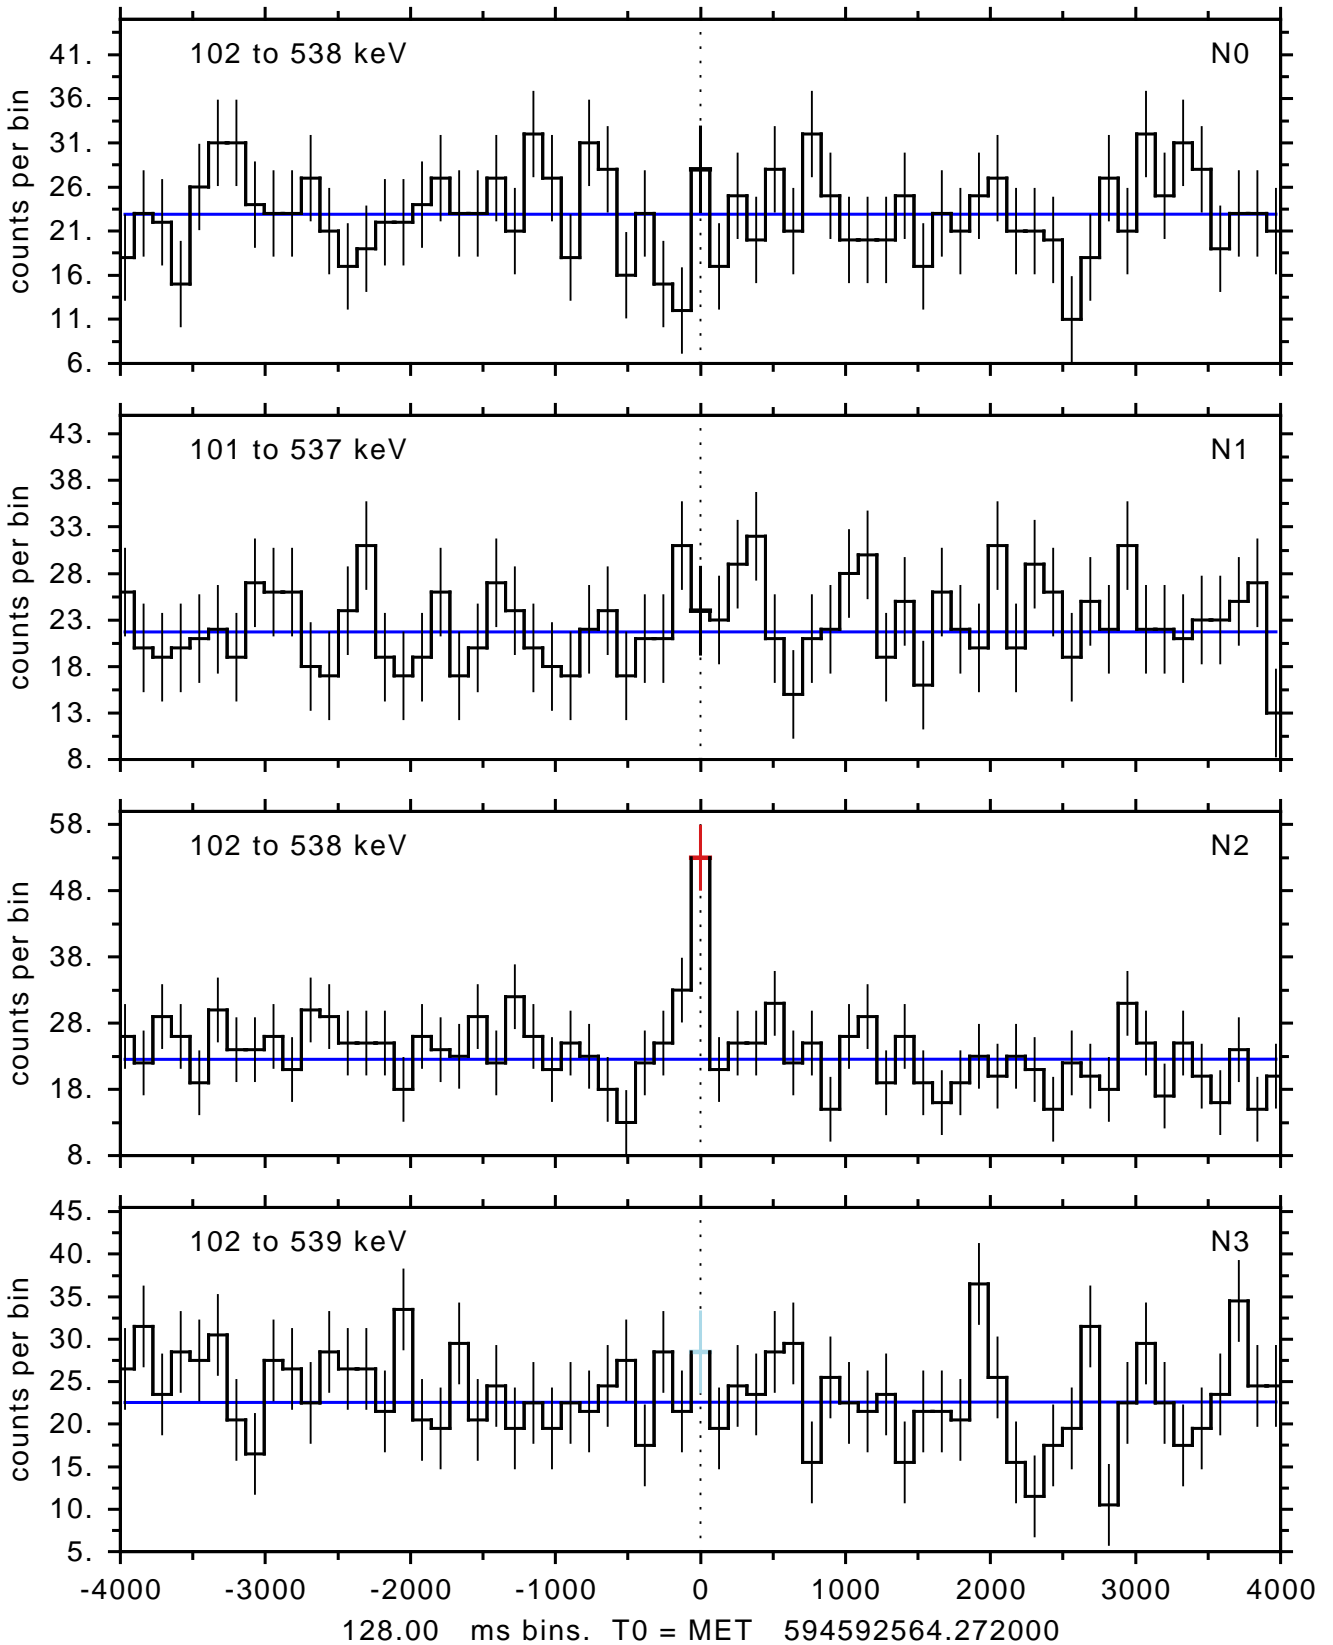 102 to 538 keV
N0
counts per bin
41.
36.
31.
26.
21.
16.
11.
6.
101 to 537 keV
N1
counts per bin
43.
38.
33.
28.
23.
18.
13.
8.
102 to 538 keV
N2
counts per bin
58.
48.
38.
28.
18.
8.
102 to 539 keV
N3
counts per bin
45.
40.
35.
30.
25.
20.
15.
10.
5.
-4000 -3000 -2000 -1000 0 1000 2000 3000 4000
128.00 ms bins. T0 = MET 594592564.272000